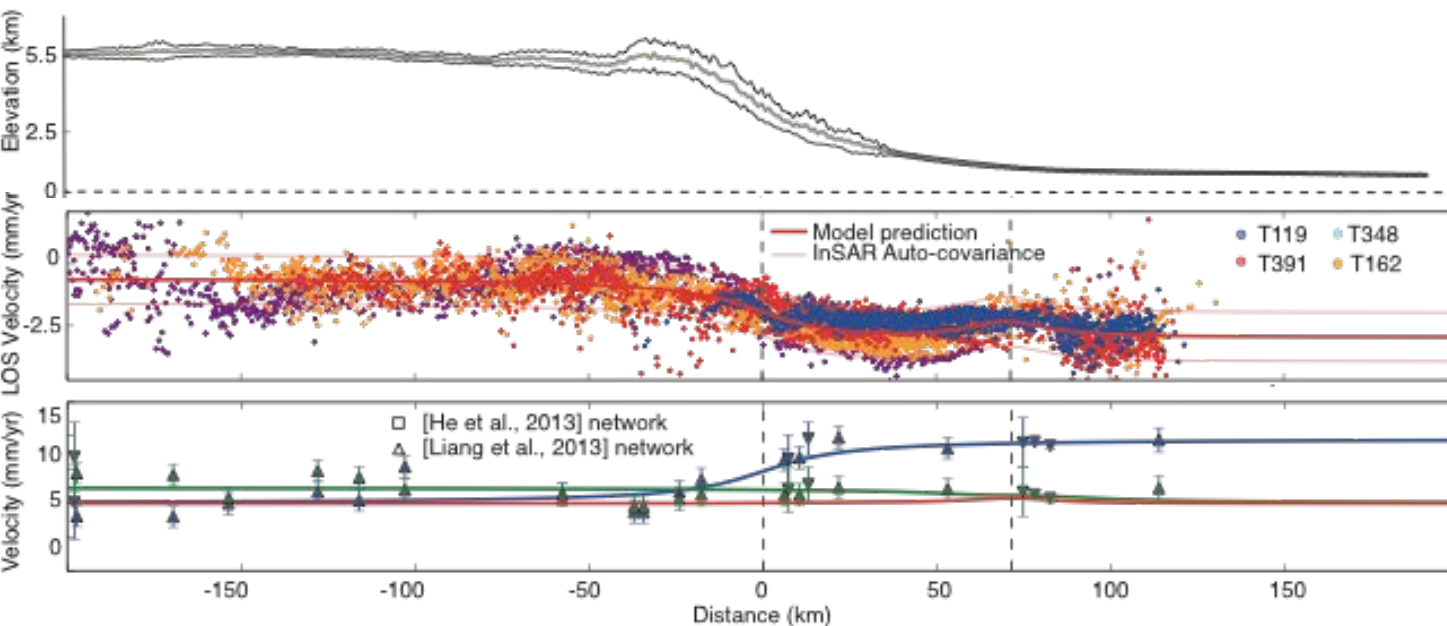 Elevation (km)
5.5
2.5
0
LOS Velocity (mm/yr
0
-2.5
Model prediction
InSAR Auto-covariance
T119 T348
T391 T162
Velocity (mm/yr)
15
10
5
0
[He et al., 2013] network
[Liang et al., 2013] network
-150 -100 -50 0 50 100 150
Distance (km)